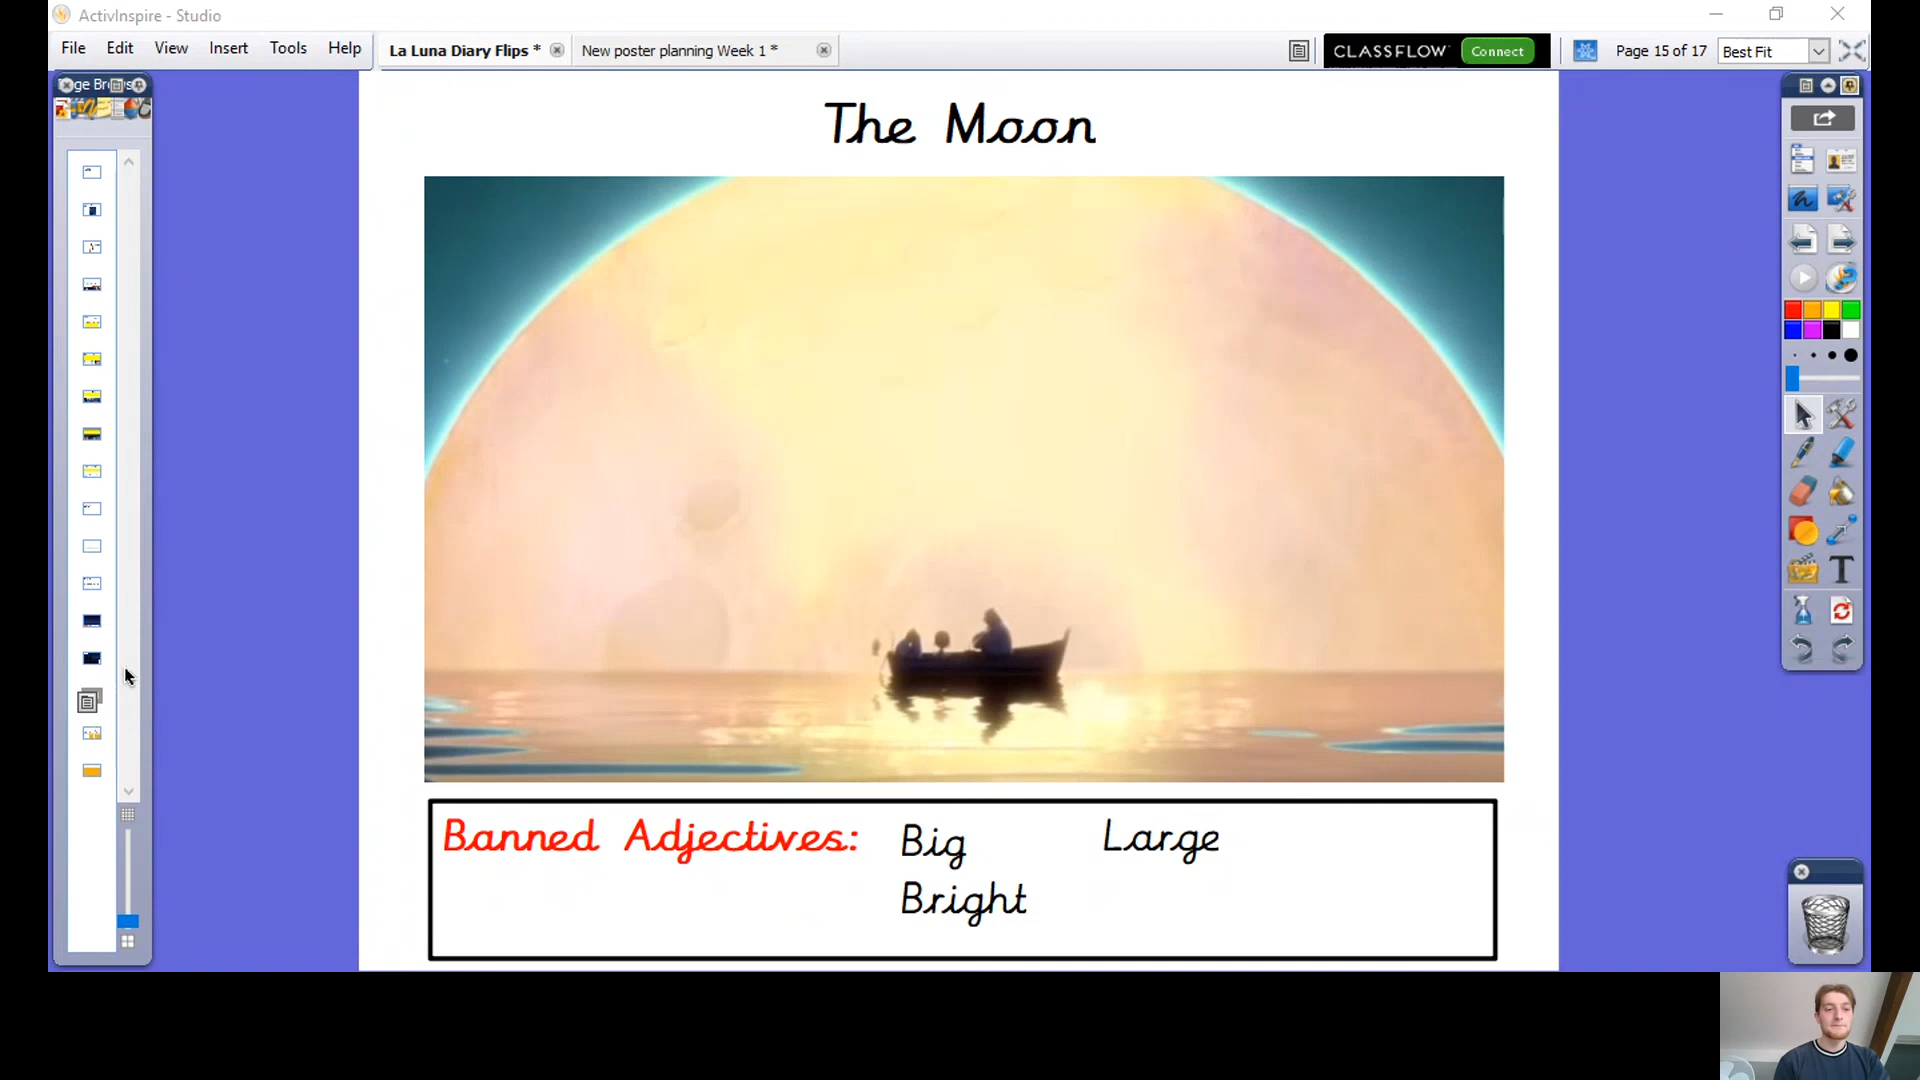 ActivInspire - Studio
File Edit View Insert Tools Help
La Luna Diary Flips *
New poster planning Week 1 *
CLASSFLOW Connect
Page 15 of 17
Best Fit
The Moon
Banned Adjectives: Big Large
Bright